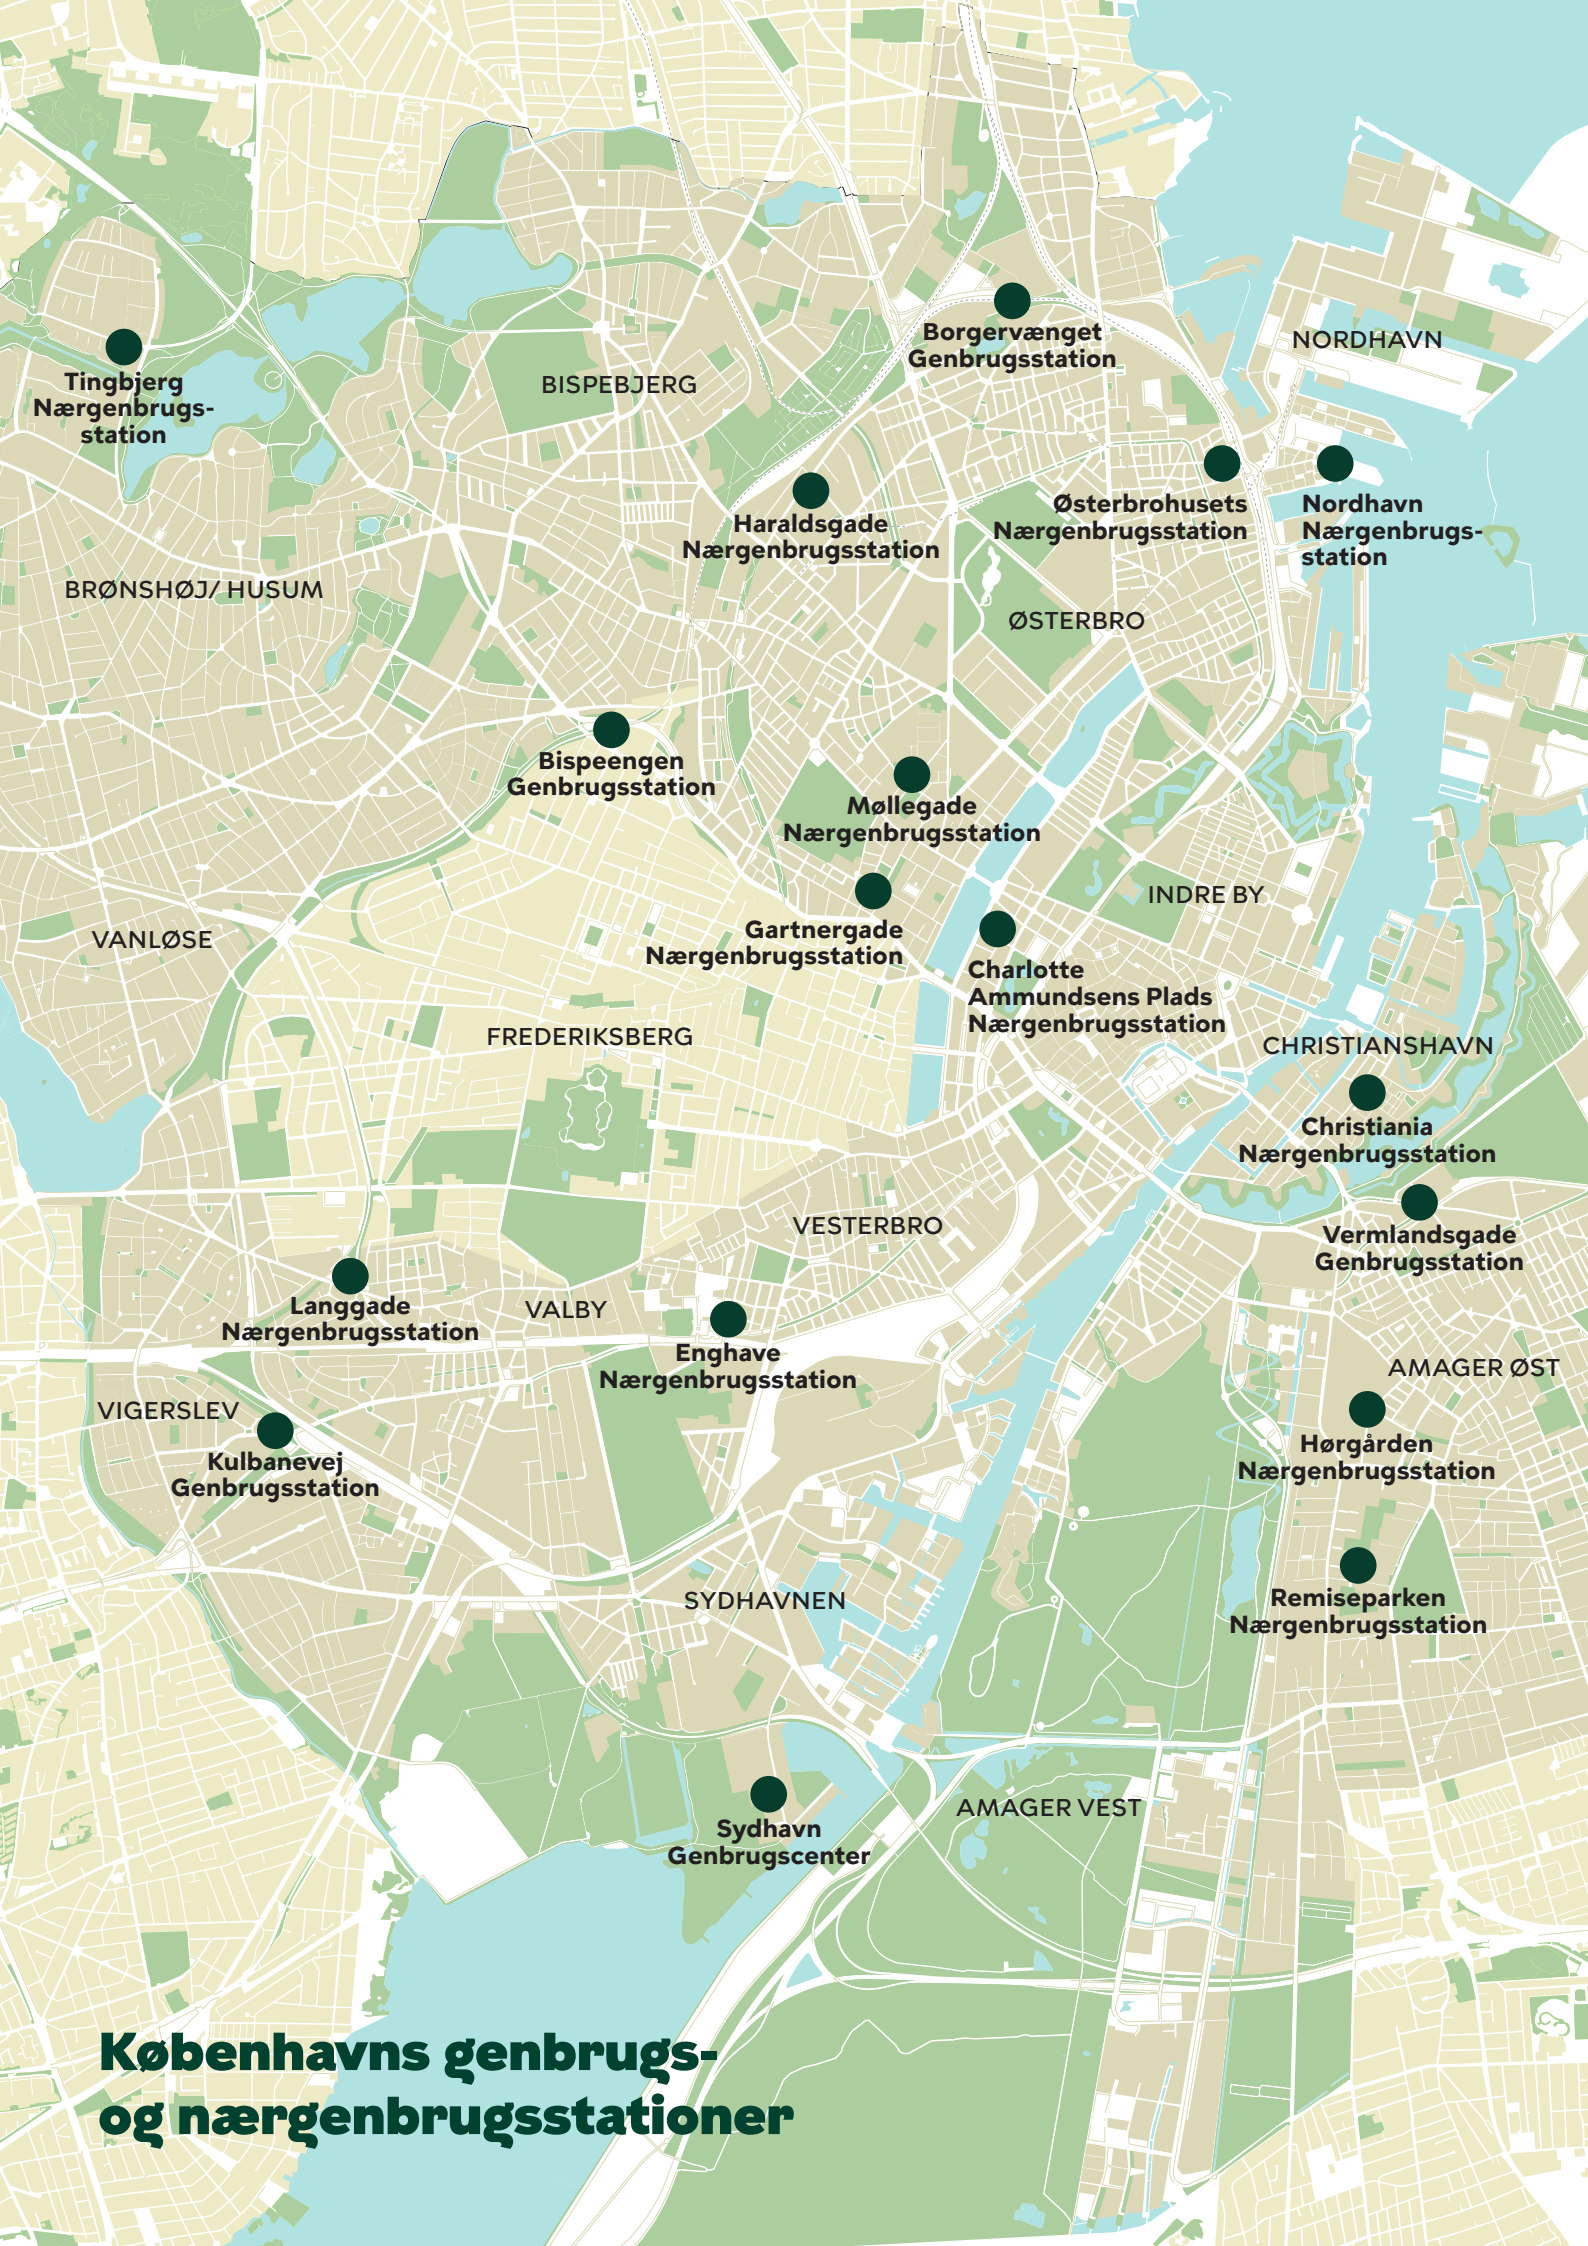 Borgervænget
Genbrugsstation
NORDHAVN
Tingbjerg
Nærgenbrugs-
station
BISPEBJERG
Haraldsgade
Nærgenbrugsstation
Østerbrohusets
Nærgenbrugsstation
Nordhavn
Nærgenbrugs-
station
BRØNSHØJ/ HUSUM
ØSTERBRO
Bispeengen
Genbrugsstation
Møllegade
Nærgenbrugsstation
INDRE BY
VANLØSE
Gartnergade
Nærgenbrugsstation
Charlotte
Ammundsens Plads
Nærgenbrugsstation
FREDERIKSBERG
CHRISTIANSHAVN
Christiania
Nærgenbrugsstation
VESTERBRO
Vermlandsgade
Genbrugsstation
Langgade
Nærgenbrugsstation
VALBY
Enghave
Nærgenbrugsstation
AMAGER ØST
VIGERSLEV
Kulbanevej
Genbrugsstation
Hørgården
Nærgenbrugsstation
SYDHAVNEN
Remiseparken
Nærgenbrugsstation
AMAGER VEST
Sydhavn
Genbrugscenter
Københavns genbrugs-
og nærgenbrugsstationer